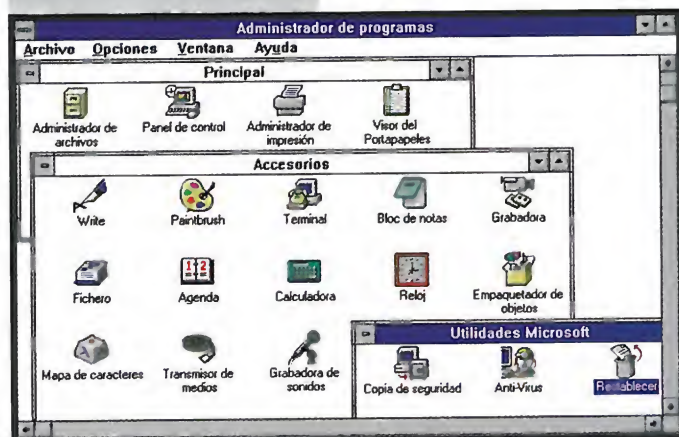 Administrador de programas
Archivo Opciones Ventana Ayuda
Principal
Administrador de archivos
Panel de control
Administrador de impresión
Visor del Portapapeles
Accesorios
Write
Paintbrush
Terminal
Bloc de notas
Grabadora
Fichero
Agenda
Calculadora
Reloj
Empaquetador de objetos
Mapa de caracteres
Transmisor de medios
Grabadora de sonidos
Utilidades Microsoft
Copia de seguridad
Anti-Virus
Restablecer